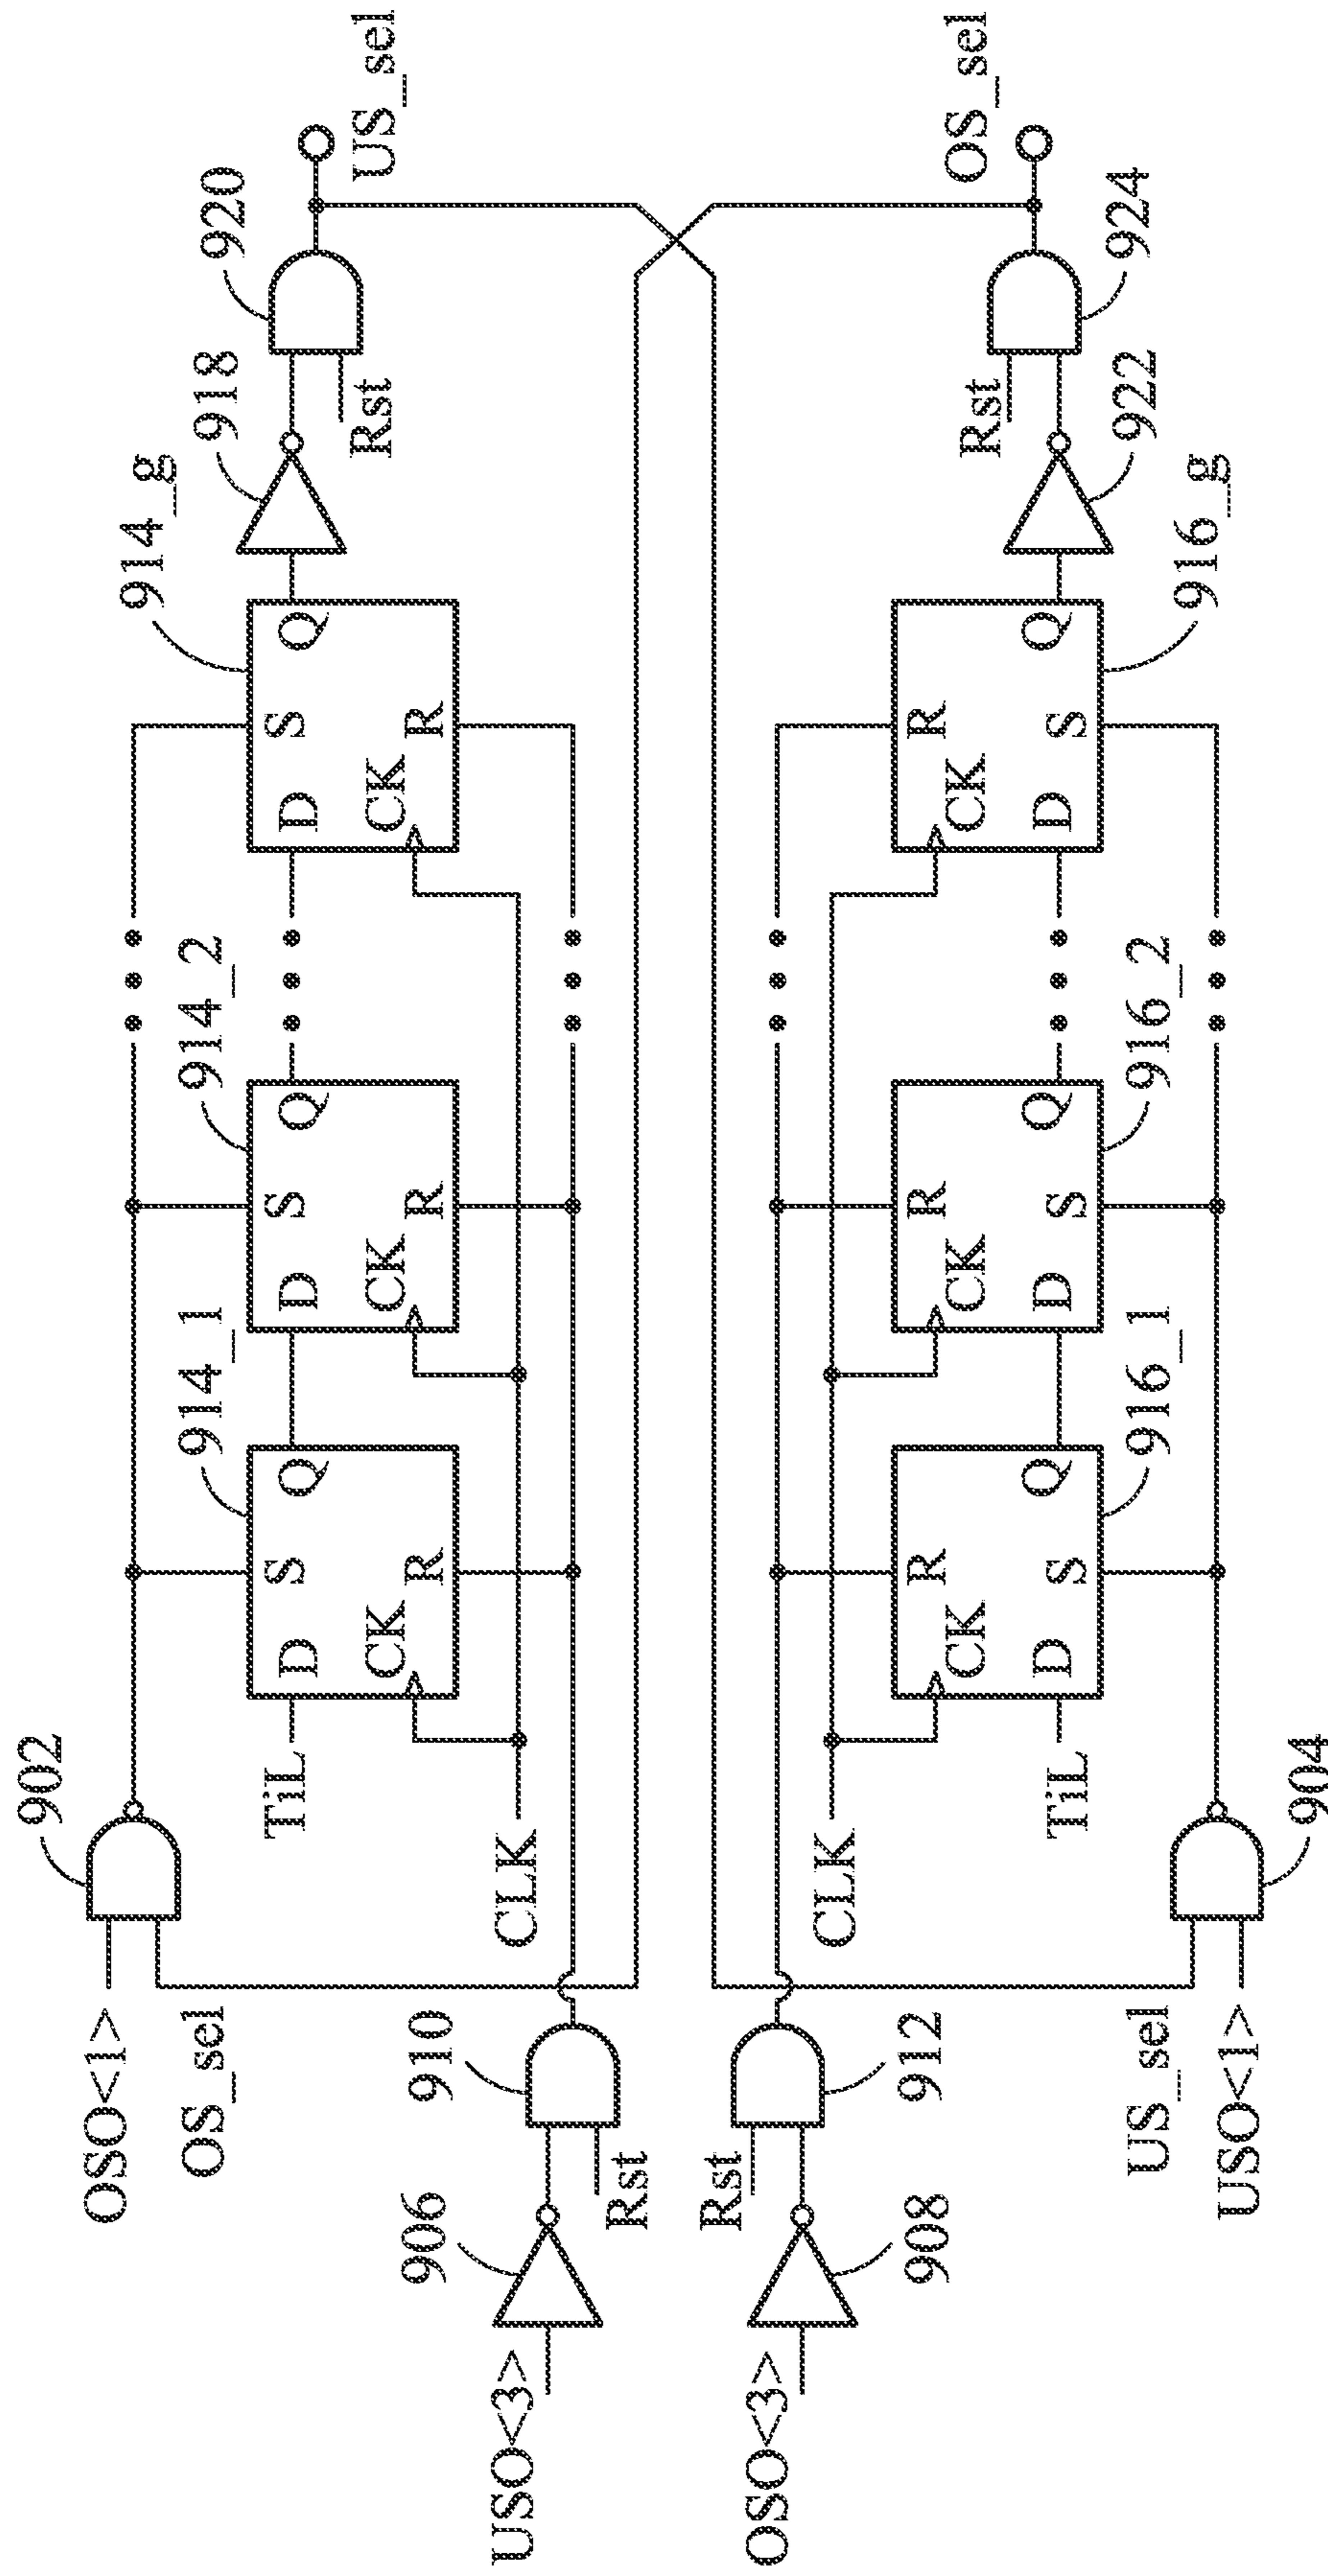 902
OSO<1>
OS_sel
TiL
914_1
D
S
Q
CK
R
914_2
D
S
Q
CK
R
914_g
D
S
Q
CK
R
918
920
Rst
US_sel
CLK
USO<3>
906
910
Rst
OSO<3>
908
912
Rst
CLK
TiL
916_1
R
CK
Q
D
S
916_2
R
CK
Q
D
S
916_g
R
CK
Q
D
S
922
924
Rst
OS_sel
US_sel
USO<1>
904